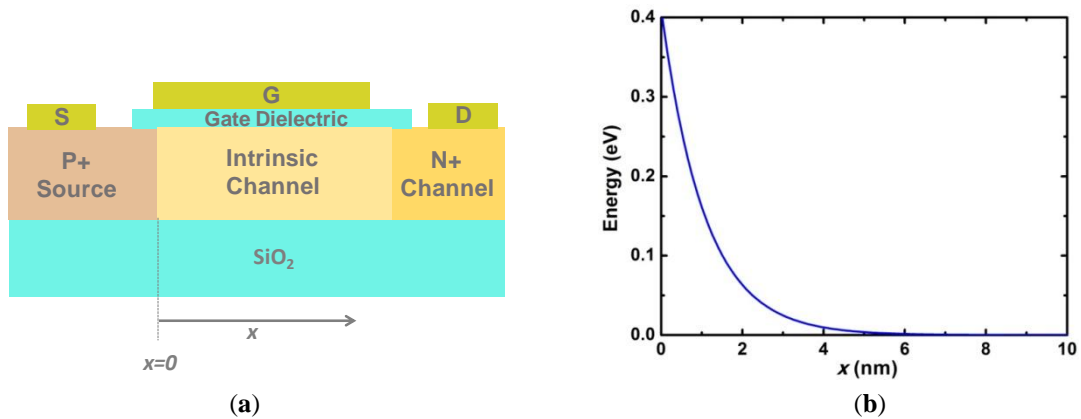 G
S
Gate Dielectric
D
P+
Source
Intrinsic
Channel
N+
Channel
SiO₂
x
x=0
(a)
0.4
0.3
0.2
0.1
0.0
Energy (eV)
0 2 4 6 8 10
x (nm)
(b)